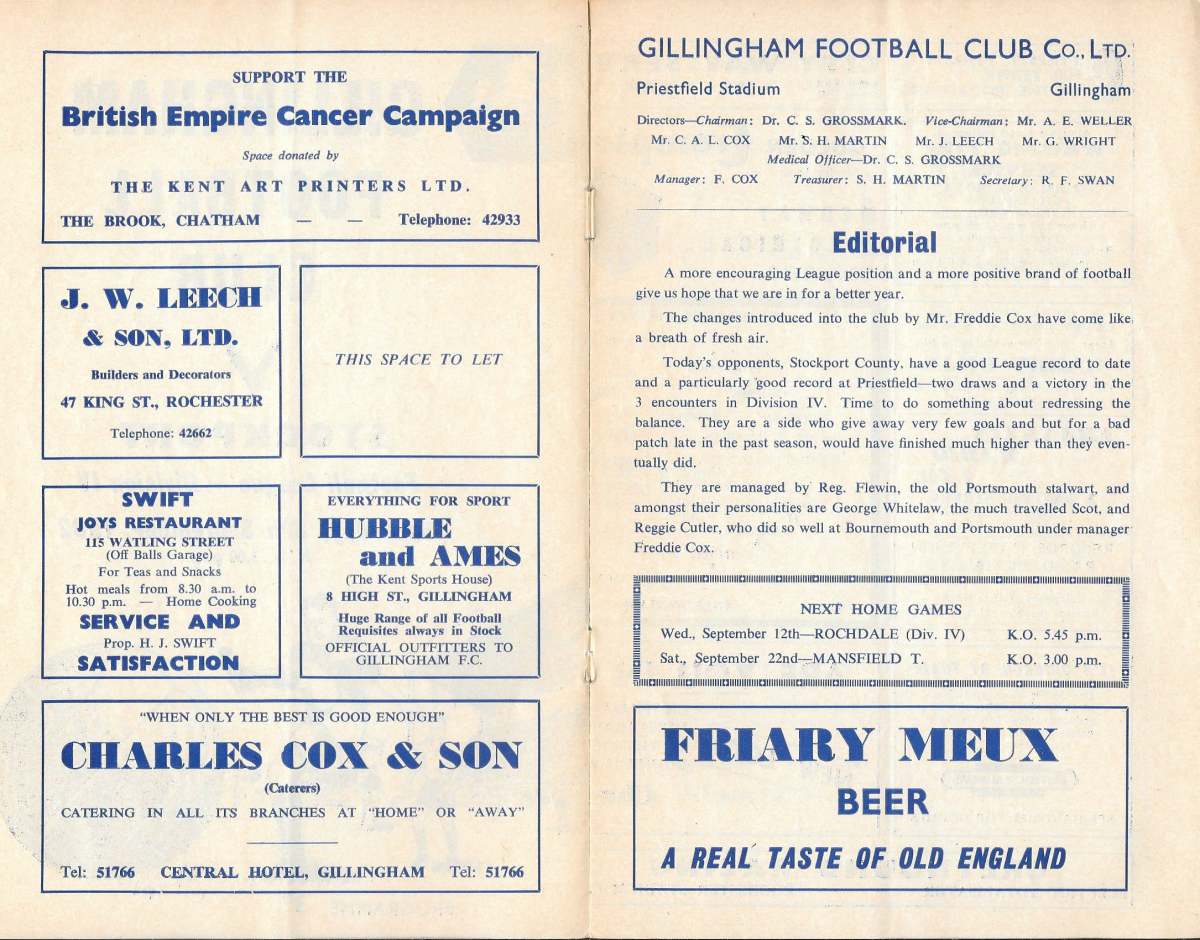 SUPPORT THE
British Empire Cancer Campaign
Space donated by
THE KENT ART PRINTERS LTD.
THE BROOK, CHATHAM — — Telephone: 42933
J. W. LEECH
& SON, LTD.
Builders and Decorators
47 KING ST., ROCHESTER
Telephone: 42662
THIS SPACE TO LET
SWIFT
JOYS RESTAURANT
115 WATLING STREET
(Off Balls Garage)
For Teas and Snacks
Hot meals from 8.30 a.m. to
10.30 p.m. — Home Cooking
SERVICE AND
Prop. H. J. SWIFT
SATISFACTION
EVERYTHING FOR SPORT
HUBBLE
and AMES
(The Kent Sports House)
8 HIGH ST., GILLINGHAM
Huge Range of all Football
Requisites always in Stock
OFFICIAL OUTFITTERS TO
GILLINGHAM F.C.
"WHEN ONLY THE BEST IS GOOD ENOUGH"
CHARLES COX & SON
(Caterers)
CATERING IN ALL ITS BRANCHES AT "HOME" OR "AWAY"
Tel: 51766 CENTRAL HOTEL, GILLINGHAM Tel: 51766
GILLINGHAM FOOTBALL CLUB Co., LTD.
Priestfield Stadium Gillingham
Directors—Chairman: Dr. C. S. GROSSMARK. Vice-Chairman: Mr. A. E. WELLER
Mr. C. A. L. COX Mr. S. H. MARTIN Mr. J. LEECH Mr. G. WRIGHT
Medical Officer—Dr. C. S. GROSSMARK
Manager: F. COX Treasurer: S. H. MARTIN Secretary: R. F. SWAN
Editorial
A more encouraging League position and a more positive brand of football
give us hope that we are in for a better year.
The changes introduced into the club by Mr. Freddie Cox have come like
a breath of fresh air.
Today's opponents, Stockport County, have a good League record to date
and a particularly good record at Priestfield—two draws and a victory in the
3 encounters in Division IV. Time to do something about redressing the
balance. They are a side who give away very few goals and but for a bad
patch late in the past season, would have finished much higher than they even-
tually did.
They are managed by Reg. Flewin, the old Portsmouth stalwart, and
amongst their personalities are George Whitelaw, the much travelled Scot, and
Reggie Cutler, who did so well at Bournemouth and Portsmouth under manager
Freddie Cox.
NEXT HOME GAMES
Wed., September 12th—ROCHDALE (Div. IV) K.O. 5.45 p.m.
Sat., September 22nd—MANSFIELD T. K.O. 3.00 p.m.
FRIARY MEUX
BEER
A REAL TASTE OF OLD ENGLAND